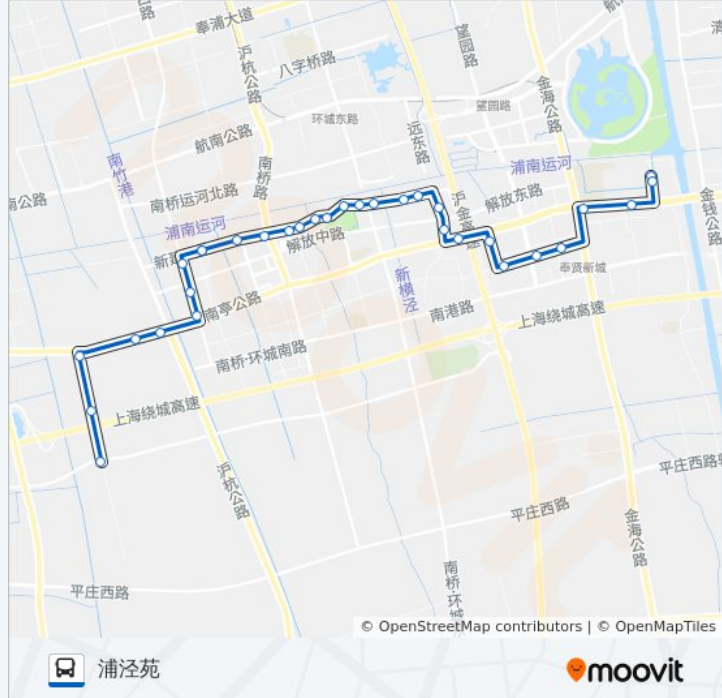 奉浦大道
沪杭公路
八字桥路
望园路
望园路
金海公路
环城东路
航南公路
远东路
浦南运河
南竹港
南桥路
解放东路
南桥运河北路
浦南运河
沪金高速
金钱公路
解放中路
奉贤新城
新横泾
南亭公路
南港路
上海绕城高速
南桥·环城南路
上海绕城高速
沪杭公路
平庄西路
平庄西路
金海公路
平庄西路
© OpenStreetMap contributors | © OpenMapTiles
浦泾苑
moovit